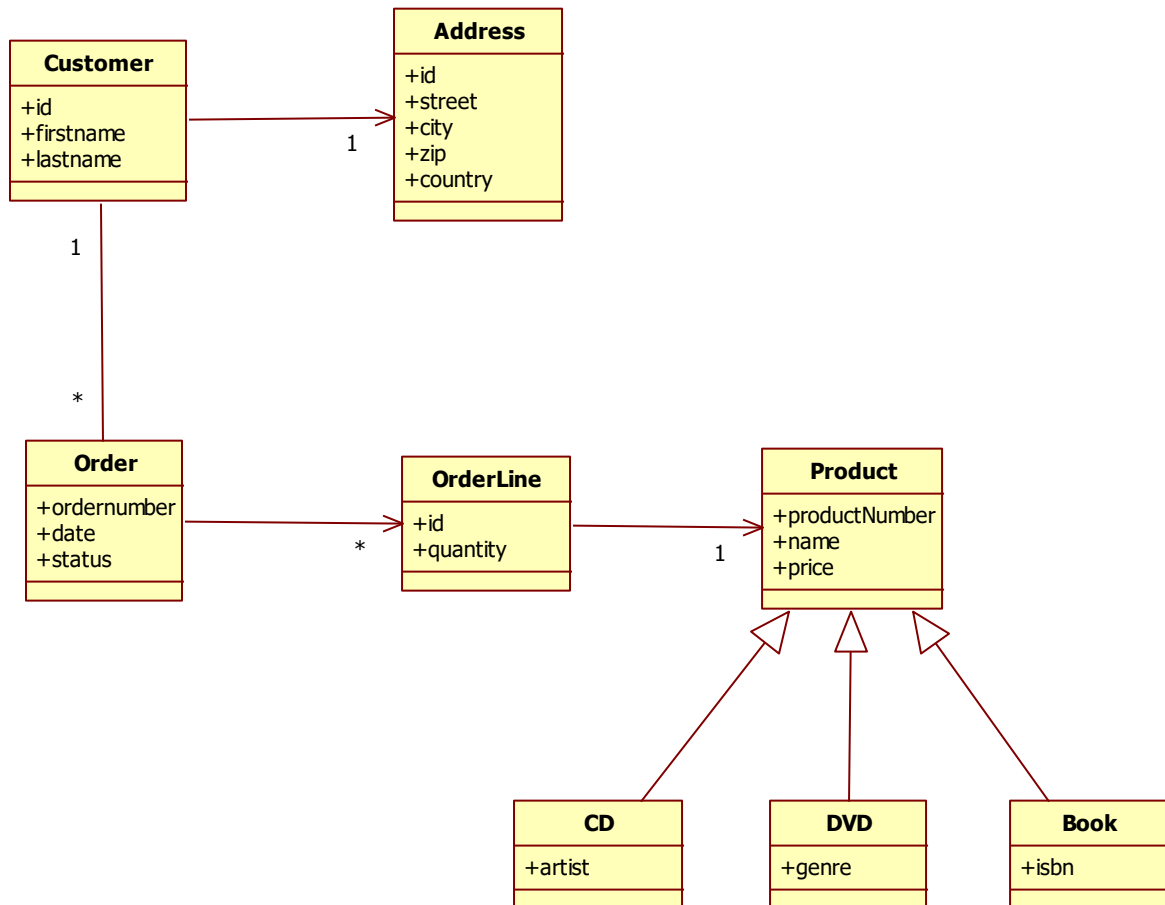 Customer
+id
+firstname
+lastname
Address
+id
+street
+city
+zip
+country
1
1
*
Order
+ordernumber
+date
+status
*
OrderLine
+id
+quantity
1
Product
+productNumber
+name
+price
CD
+artist
DVD
+genre
Book
+isbn